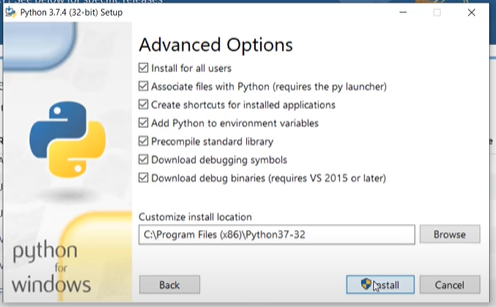 Python 3.7.4 (32-bit) Setup
Advanced Options
Install for all users
Associate files with Python (requires the py launcher)
Create shortcuts for installed applications
Add Python to environment variables
Precompile standard library
Download debugging symbols
Download debug binaries (requires VS 2015 or later)
Customize install location
C:\Program Files (x86)\Python37-32
Browse
python
for
windows
Back
Install
Cancel